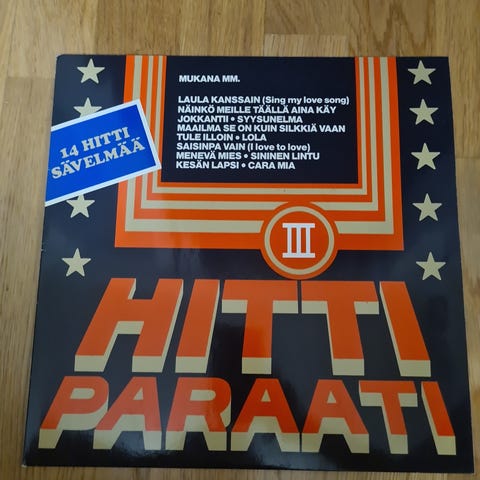 MUKANA MM.
LAULA KANSSAIN (Sing my love song)
NÄINKÖ MEILLE TÄÄLLÄ AINA KÄY
JOKKANTII • SYYSUNELMA
MAAILMA SE ON KUIN SILKKIÄ VAAN
TULE ILLOIN • LOLA
SAISINPA VAIN (I love to love)
MENEVÄ MIES • SININEN LINTU
KESÄN LAPSI • CARA MIA
14 HITTI
SÄVELMÄÄ
III
HITTI
PARAATI